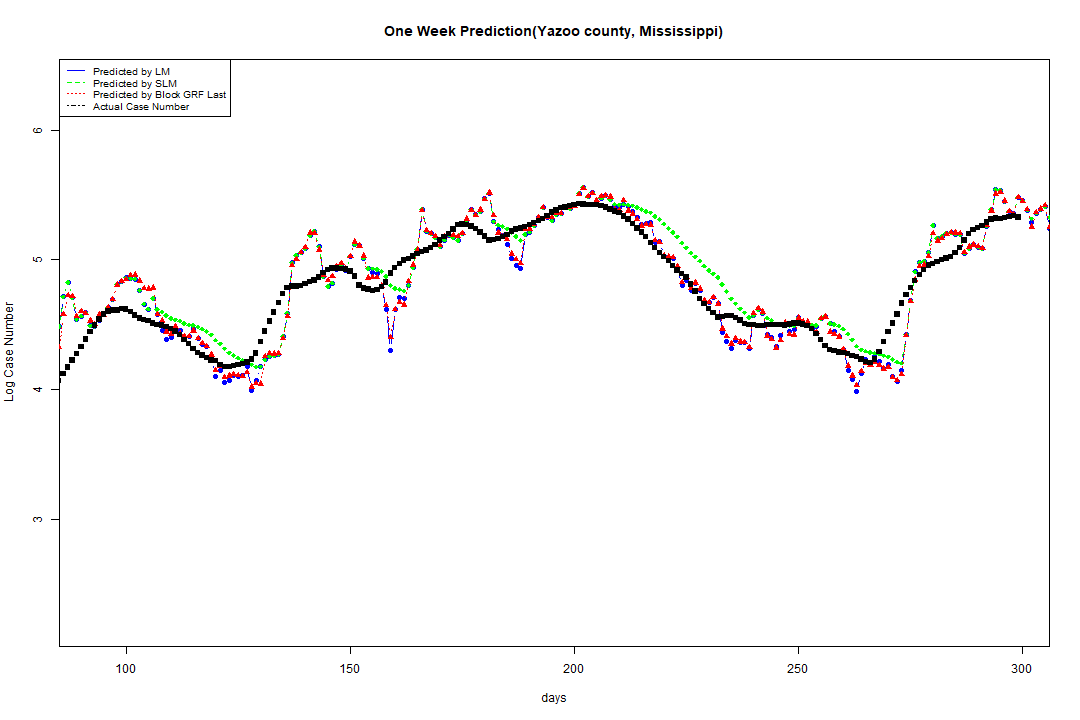 One Week Prediction(Yazoo county, Mississippi)
Predicted by LM
Predicted by SLM
Predicted by Block GRF Last
Actual Case Number
6
5
4
3
Log Case Number
100 150 200 250 300
days